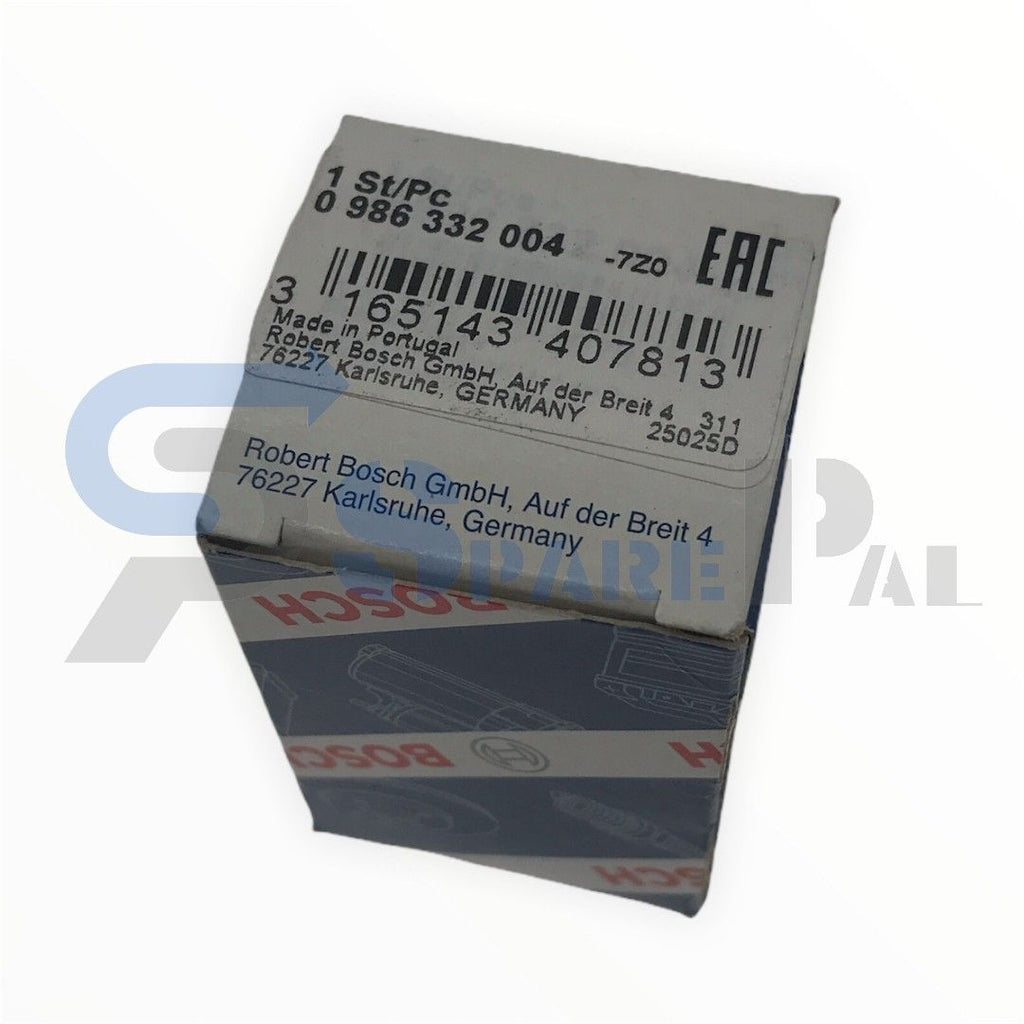 1 St/Pc
0 986 332 004 -7Z0 EAC
3 165143 407813
Made in Portugal
Robert Bosch GmbH, Auf der Breit 4 311
76227 Karlsruhe, GERMANY 25025D
Robert Bosch GmbH, Auf der Breit 4
76227 Karlsruhe, Germany
SPARE PAL
BOSCH
BOSCH
BOSCH